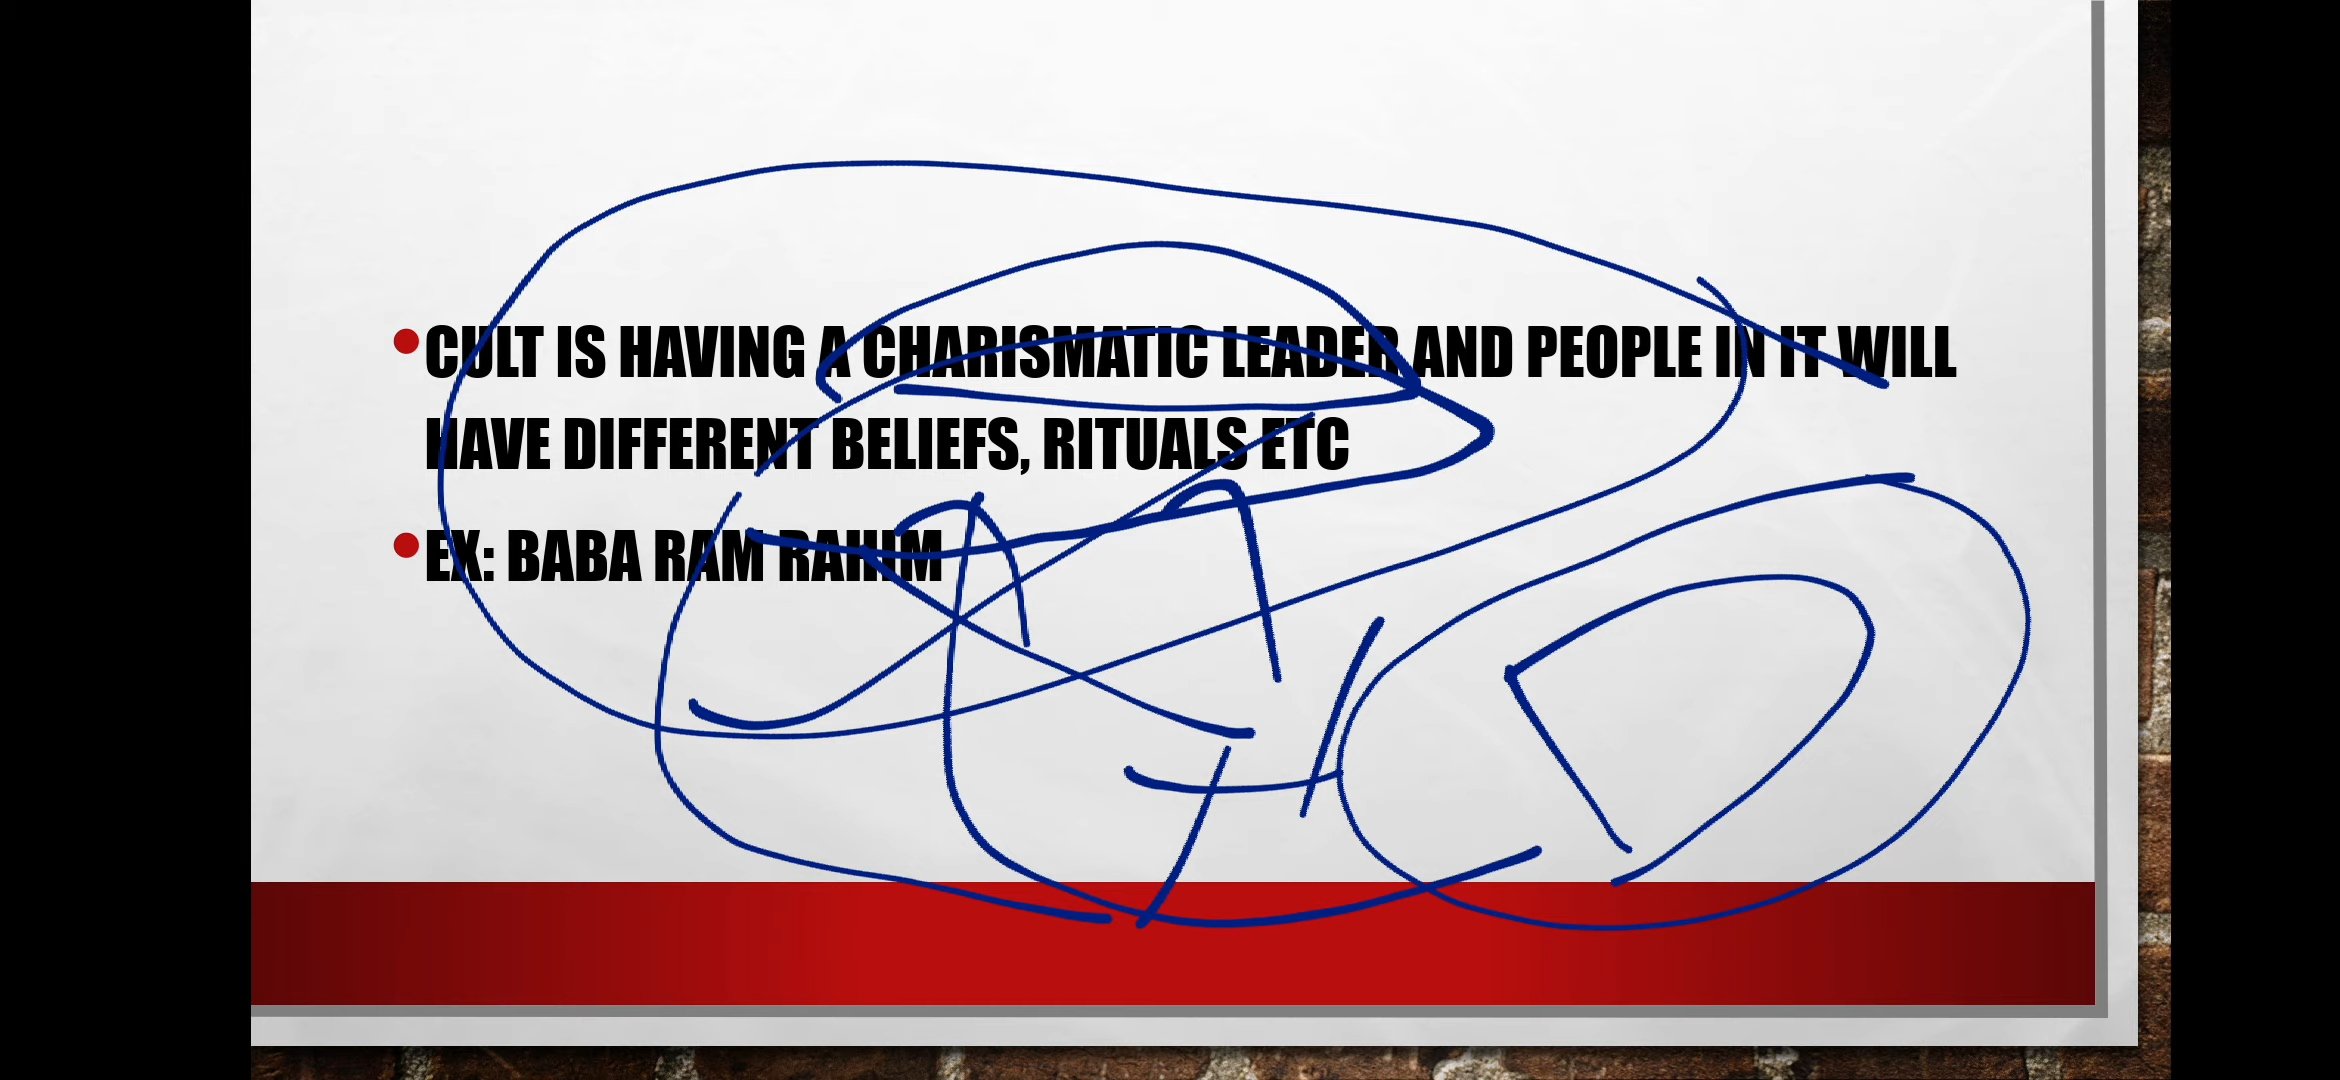 • CULT IS HAVING A CHARISMATIC LEADER AND PEOPLE IN IT WILL
HAVE DIFFERENT BELIEFS, RITUALS ETC
• EX: BABA RAM RAHIM